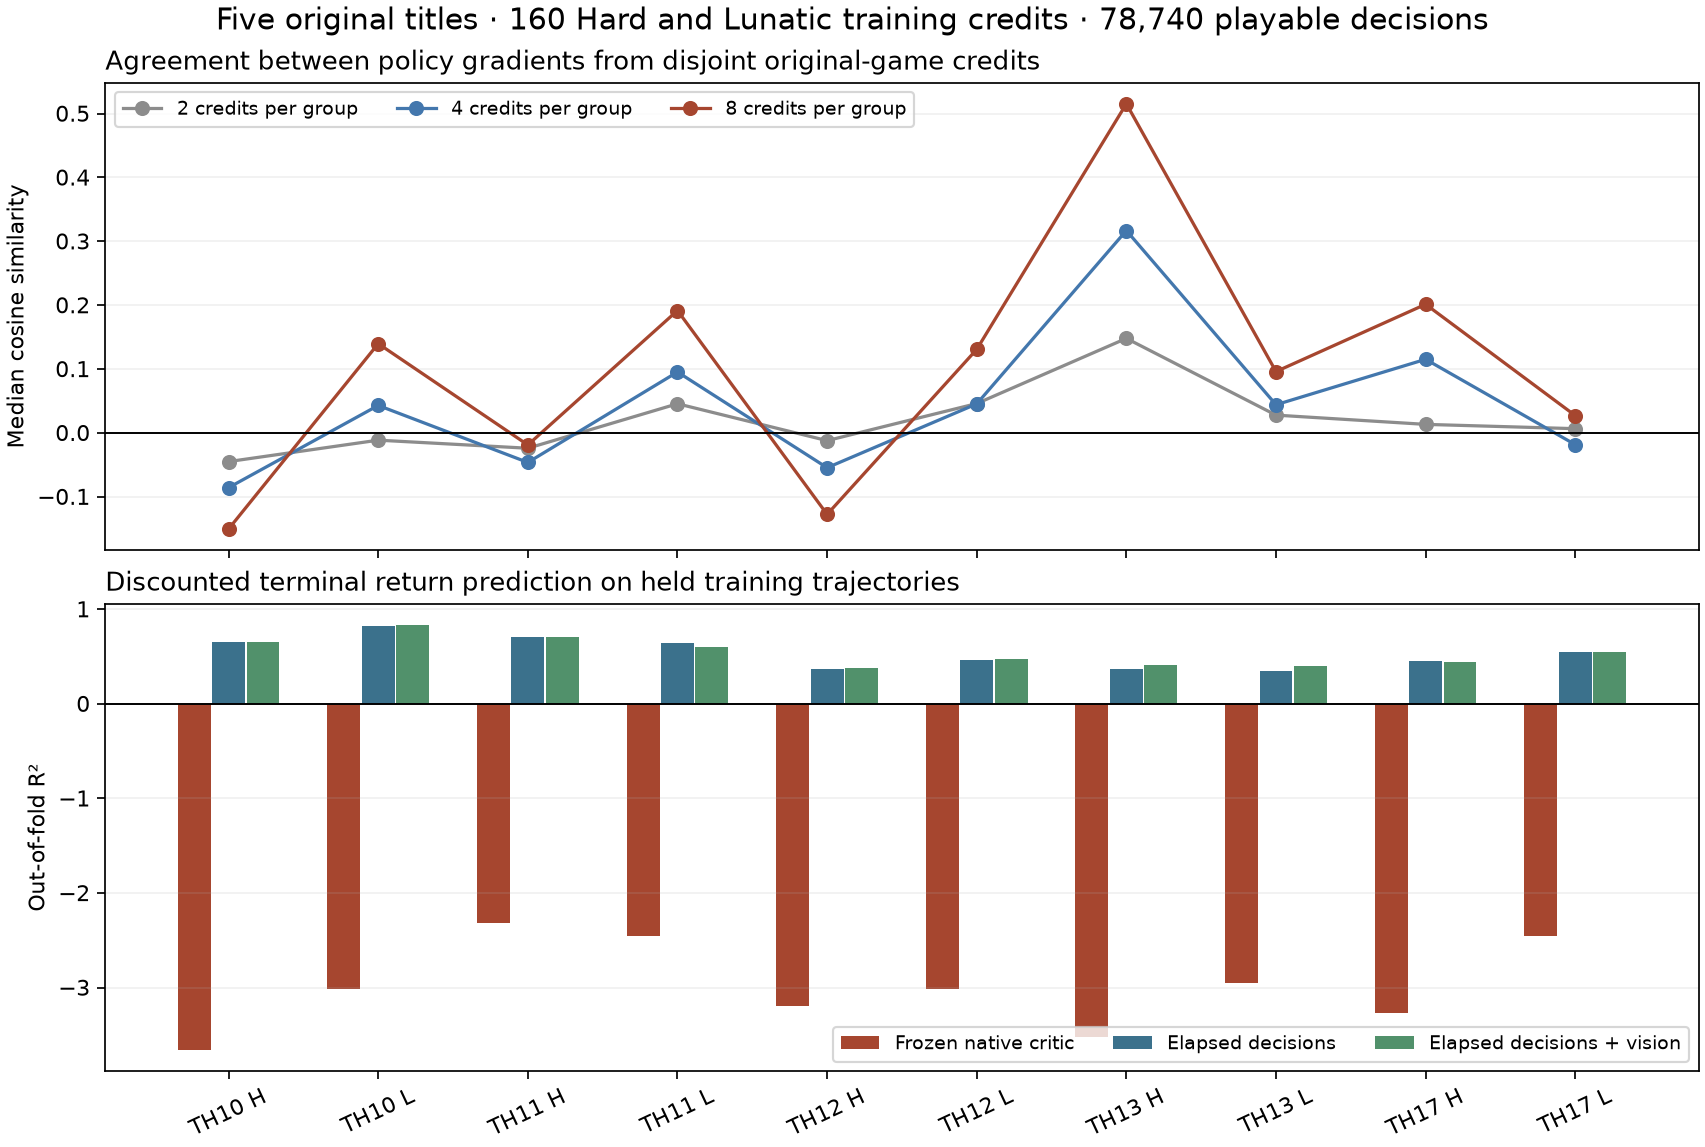 Five original titles · 160 Hard and Lunatic training credits · 78,740 playable decisions
Agreement between policy gradients from disjoint original-game credits
2 credits per group
4 credits per group
8 credits per group
Median cosine similarity
0.5
0.4
0.3
0.2
0.1
0.0
−0.1
Discounted terminal return prediction on held training trajectories
Out-of-fold R²
1
0
−1
−2
−3
Frozen native critic
Elapsed decisions
Elapsed decisions + vision
TH10 H
TH10 L
TH11 H
TH11 L
TH12 H
TH12 L
TH13 H
TH13 L
TH17 H
TH17 L